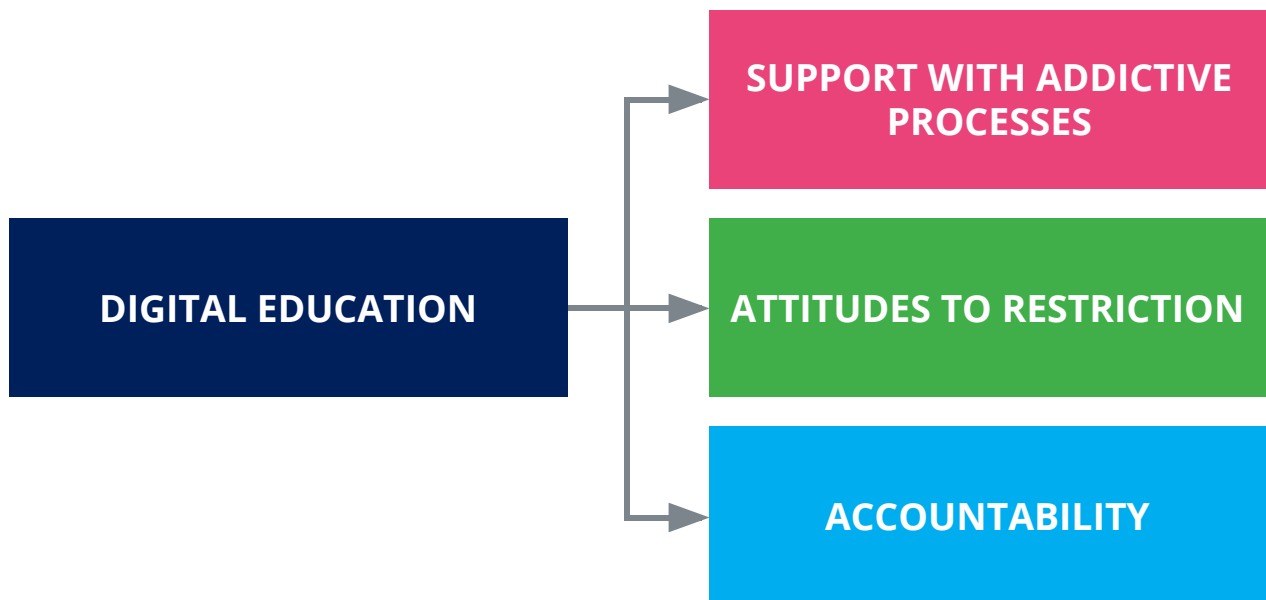 SUPPORT WITH ADDICTIVE
PROCESSES
DIGITAL EDUCATION
ATTITUDES TO RESTRICTION
ACCOUNTABILITY